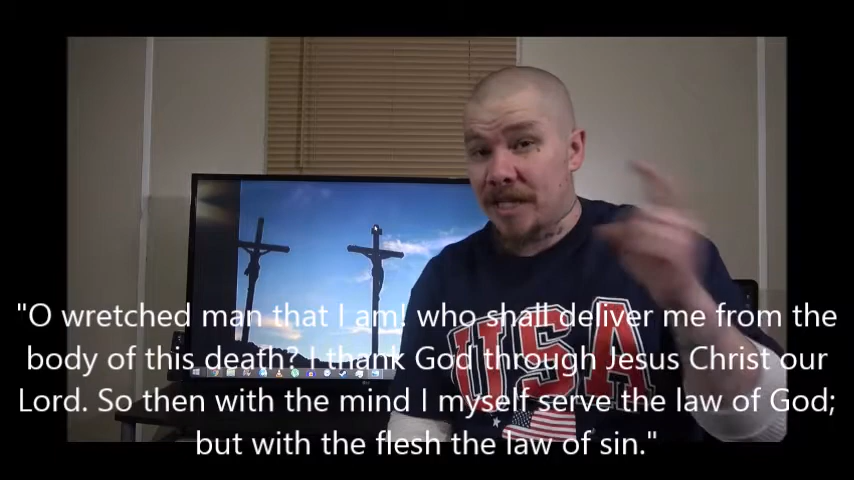 "O wretched man that I am! who shall deliver me from the
body of this death? I thank God through Jesus Christ our
Lord. So then with the mind I myself serve the law of God;
but with the flesh the law of sin."
USA